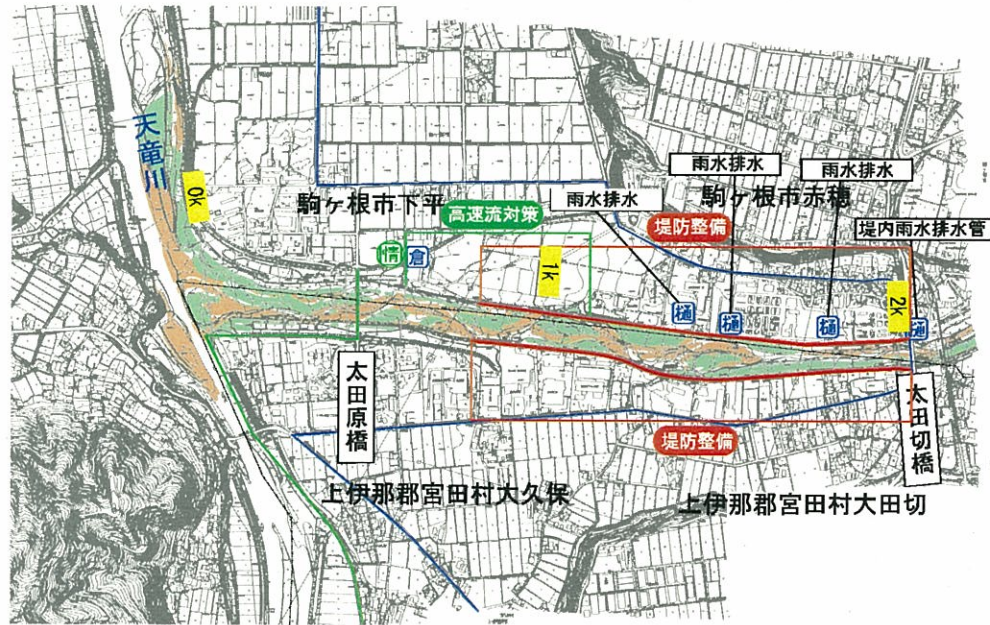 天竜川
0k
駒ヶ根市下平
高速流対策
情
倉
1k
雨水排水
雨水排水
雨水排水
駒ヶ根市赤穂
堤防整備
堤内雨水排水管
2k
樋
樋
樋
樋
太田原橋
太田切橋
堤防整備
上伊那郡宮田村大久保
上伊那郡宮田村大田切